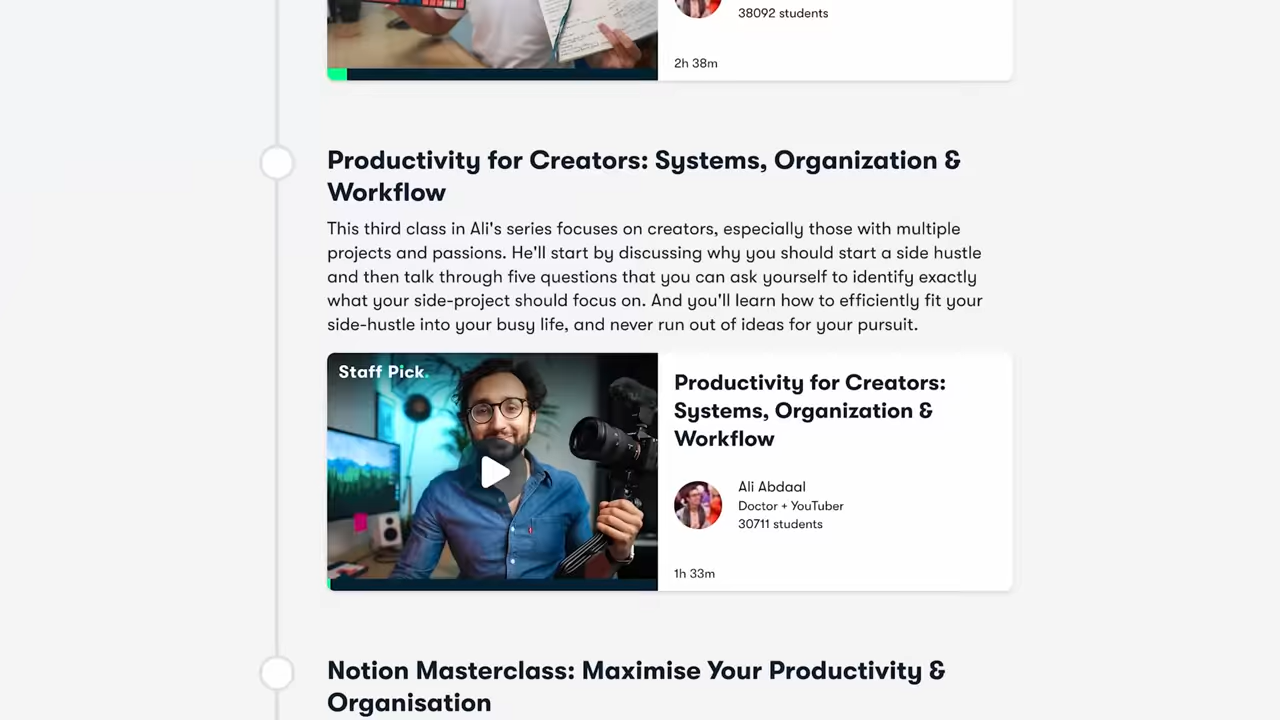 38092 students
2h 38m
Productivity for Creators: Systems, Organization &
Workflow
This third class in Ali's series focuses on creators, especially those with multiple
projects and passions. He'll start by discussing why you should start a side hustle
and then talk through five questions that you can ask yourself to identify exactly
what your side-project should focus on. And you'll learn how to efficiently fit your
side-hustle into your busy life, and never run out of ideas for your pursuit.
Staff Pick.
Productivity for Creators:
Systems, Organization &
Workflow
Ali Abdaal
Doctor + YouTuber
30711 students
1h 33m
Notion Masterclass: Maximise Your Productivity &
Organisation